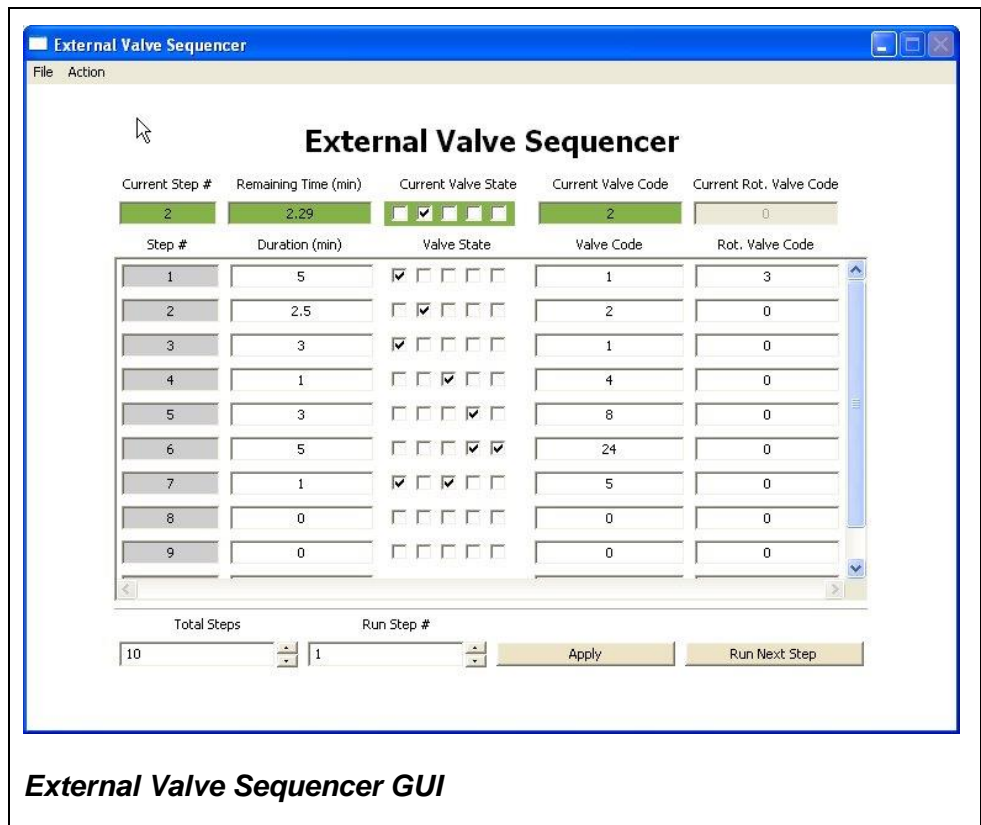 External Valve Sequencer
File Action
External Valve Sequencer
Current Step # Remaining Time (min) Current Valve State Current Valve Code Current Rot. Valve Code
2 2.29 2 0
Step # Duration (min) Valve State Valve Code Rot. Valve Code
1 5 1 3
2 2.5 2 0
3 3 1 0
4 1 4 0
5 3 8 0
6 5 24 0
7 1 5 0
8 0 0 0
9 0 0 0
Total Steps Run Step #
10 1 Apply Run Next Step
External Valve Sequencer GUI